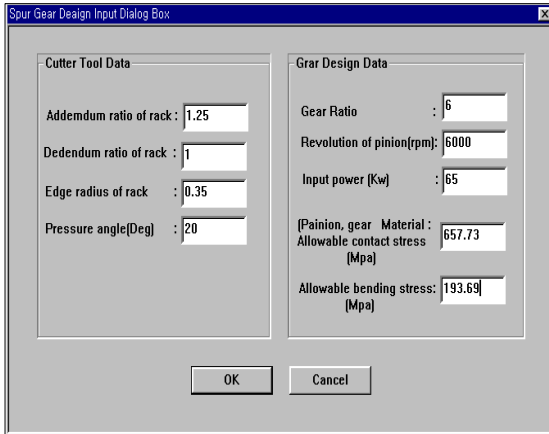 Spur Gear Deaign Input Dialog Box
Cutter Tool Data
Addemdum ratio of rack : 1.25
Dedendum ratio of rack : 1
Edge radius of rack : 0.35
Pressure angle(Deg) : 20
Grar Design Data
Gear Ratio : 6
Revolution of pinion(rpm): 6000
Input power (Kw) : 65
(Painion, gear Material :
Allowable contact stress 657.73
(Mpa)
Allowable bending stress: 193.69
(Mpa)
OK Cancel